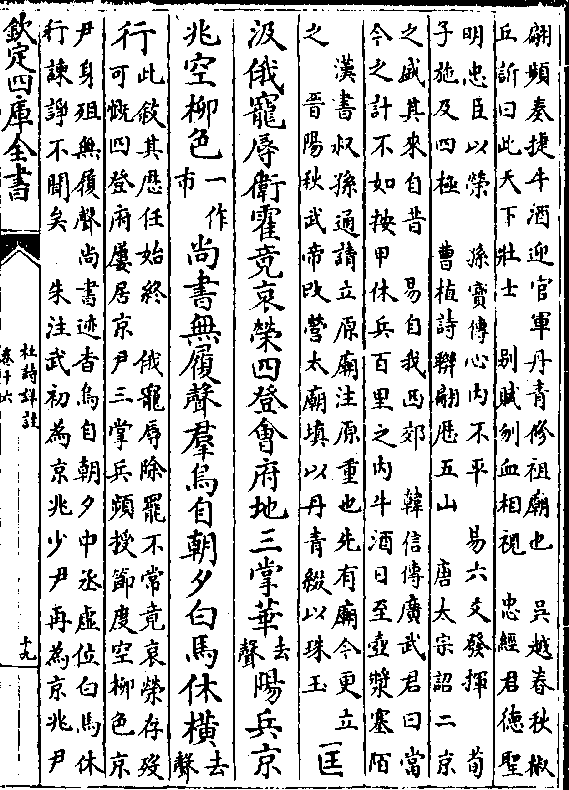 翩頻奏捷牛酒迎官軍丹青修祖廟也　吳越春秋椒
丘訢曰此天下壯士　别賦刎血相視　忠經君德聖
明忠臣以榮　孫寶傳心内不平　易六爻發揮　荀
子施及四極　曹植詩聯翩歴五山　唐太宗詔二京
之盛其來自昔　易自我西郊　韓信傳廣武君曰當
今之計不如按甲休兵百里之内牛酒日至壺漿塞陌
漢書叔孫通請立原廟注原重也先有廟今更立
之　晋陽秋武帝改營太廟填以丹青綴以珠玉
匡
汲俄寵辱衛霍竟哀榮四登會府地三掌華去聲陽兵京
兆空柳色一作市尚書無履聲羣烏自朝夕白馬休横去聲
行此敘其歴任始終　俄寵辱除罷不常竟哀榮存殁
可慨四登府屢居京尹三掌兵頻授節度空柳色京
尹身殂無履聲尚書迹杳烏自朝夕中丞虚位白馬休
行諫諍不聞矣　朱注武初為京兆少尹再為京兆尹
欽定四庫全書
杜詩詳註
卷十六
十九